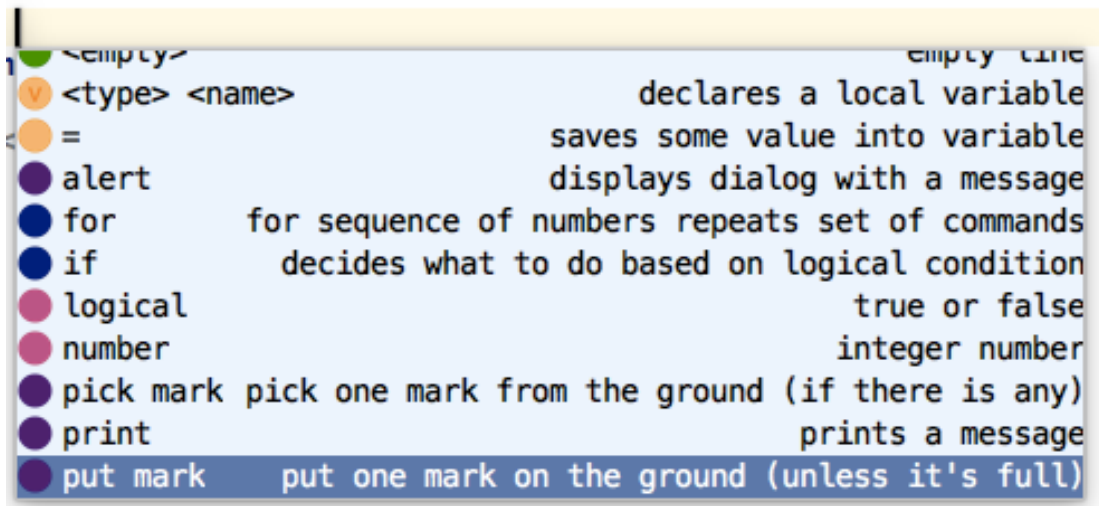 <empty> empty line
v <type> <name> declares a local variable
= saves some value into variable
alert displays dialog with a message
for for sequence of numbers repeats set of commands
if decides what to do based on logical condition
logical true or false
number integer number
pick mark pick one mark from the ground (if there is any)
print prints a message
put mark put one mark on the ground (unless it's full)